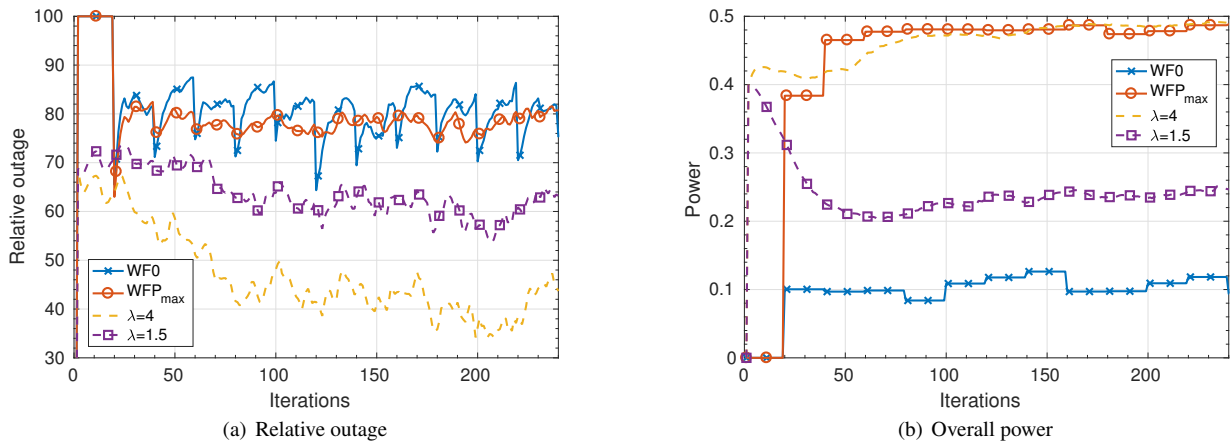 100
90
80
70
60
50
40
30
Relative outage
WF0
WFPmax
λ=4
λ=1.5
0
50
100
150
200
Iterations
(a) Relative outage
0.5
0.4
0.3
0.2
0.1
0
Power
WF0
WFPmax
λ=4
λ=1.5
0
50
100
150
200
Iterations
(b) Overall power